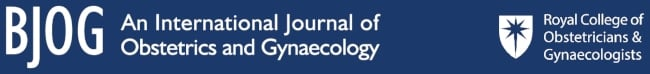 BJOG
An International Journal of
Obstetrics and Gynaecology
Royal College of
Obstetricians &
Gynaecologists